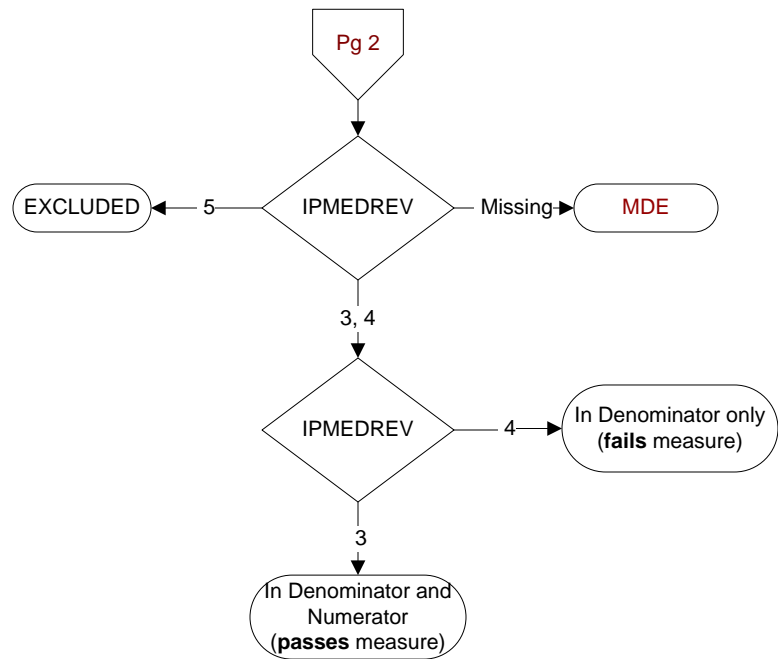 Pg 2
EXCLUDED
5
IPMEDREV
Missing
MDE
3, 4
IPMEDREV
4
In Denominator only
(fails measure)
3
In Denominator and
Numerator
(passes measure)